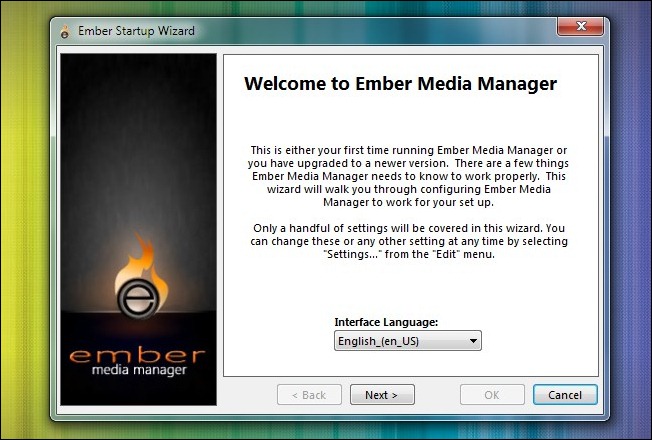 Ember Startup Wizard
Welcome to Ember Media Manager
This is either your first time running Ember Media Manager or
you have upgraded to a newer version.  There are a few things
Ember Media Manager needs to know to work properly.  This
wizard will walk you through configuring Ember Media
Manager to work for your set up.
Only a handful of settings will be covered in this wizard. You
can change these or any other setting at any time by selecting
"Settings..." from the "Edit" menu.
e
ember
media manager
Interface Language:
English_(en_US)
< Back
Next >
OK
Cancel